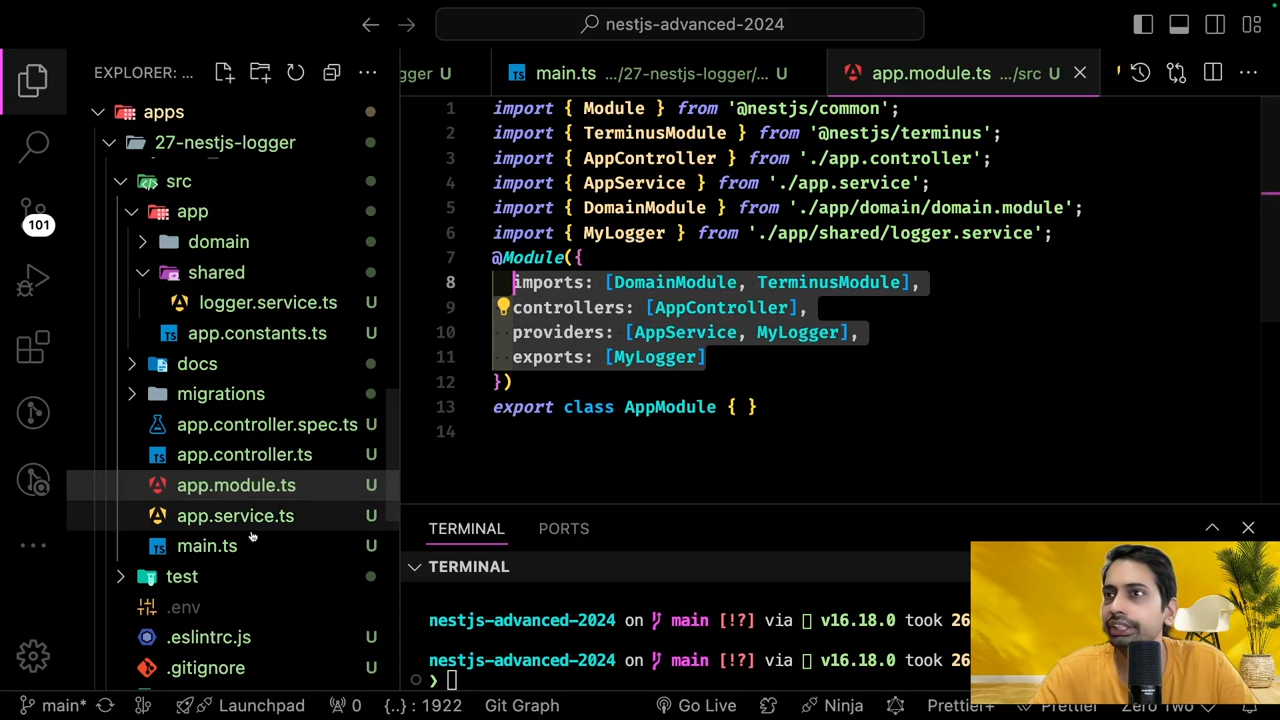 nestjs-advanced-2024
EXPLORER: ...
gger U
main.ts .../27-nestjs-logger/... U
app.module.ts .../src U
apps
27-nestjs-logger
src
app
domain
shared
logger.service.ts U
app.constants.ts U
docs
migrations
app.controller.spec.ts U
app.controller.ts U
app.module.ts U
app.service.ts U
main.ts U
test
.env
.eslintrc.js U
.gitignore U
101
1 import { Module } from '@nestjs/common';
2 import { TerminusModule } from '@nestjs/terminus';
3 import { AppController } from './app.controller';
4 import { AppService } from './app.service';
5 import { DomainModule } from './app/domain/domain.module';
6 import { MyLogger } from './app/shared/logger.service';
7 @Module({
8 imports: [DomainModule, TerminusModule],
9 controllers: [AppController],
10 providers: [AppService, MyLogger],
11 exports: [MyLogger]
12 })
13 export class AppModule { }
14
TERMINAL PORTS
TERMINAL
nestjs-advanced-2024 on main [!?] via v16.18.0 took 26
nestjs-advanced-2024 on main [!?] via v16.18.0 took 26
❯
main* Launchpad 0 {..} : 1922 Git Graph Go Live Ninja Prettier+ Prettier Zero Two